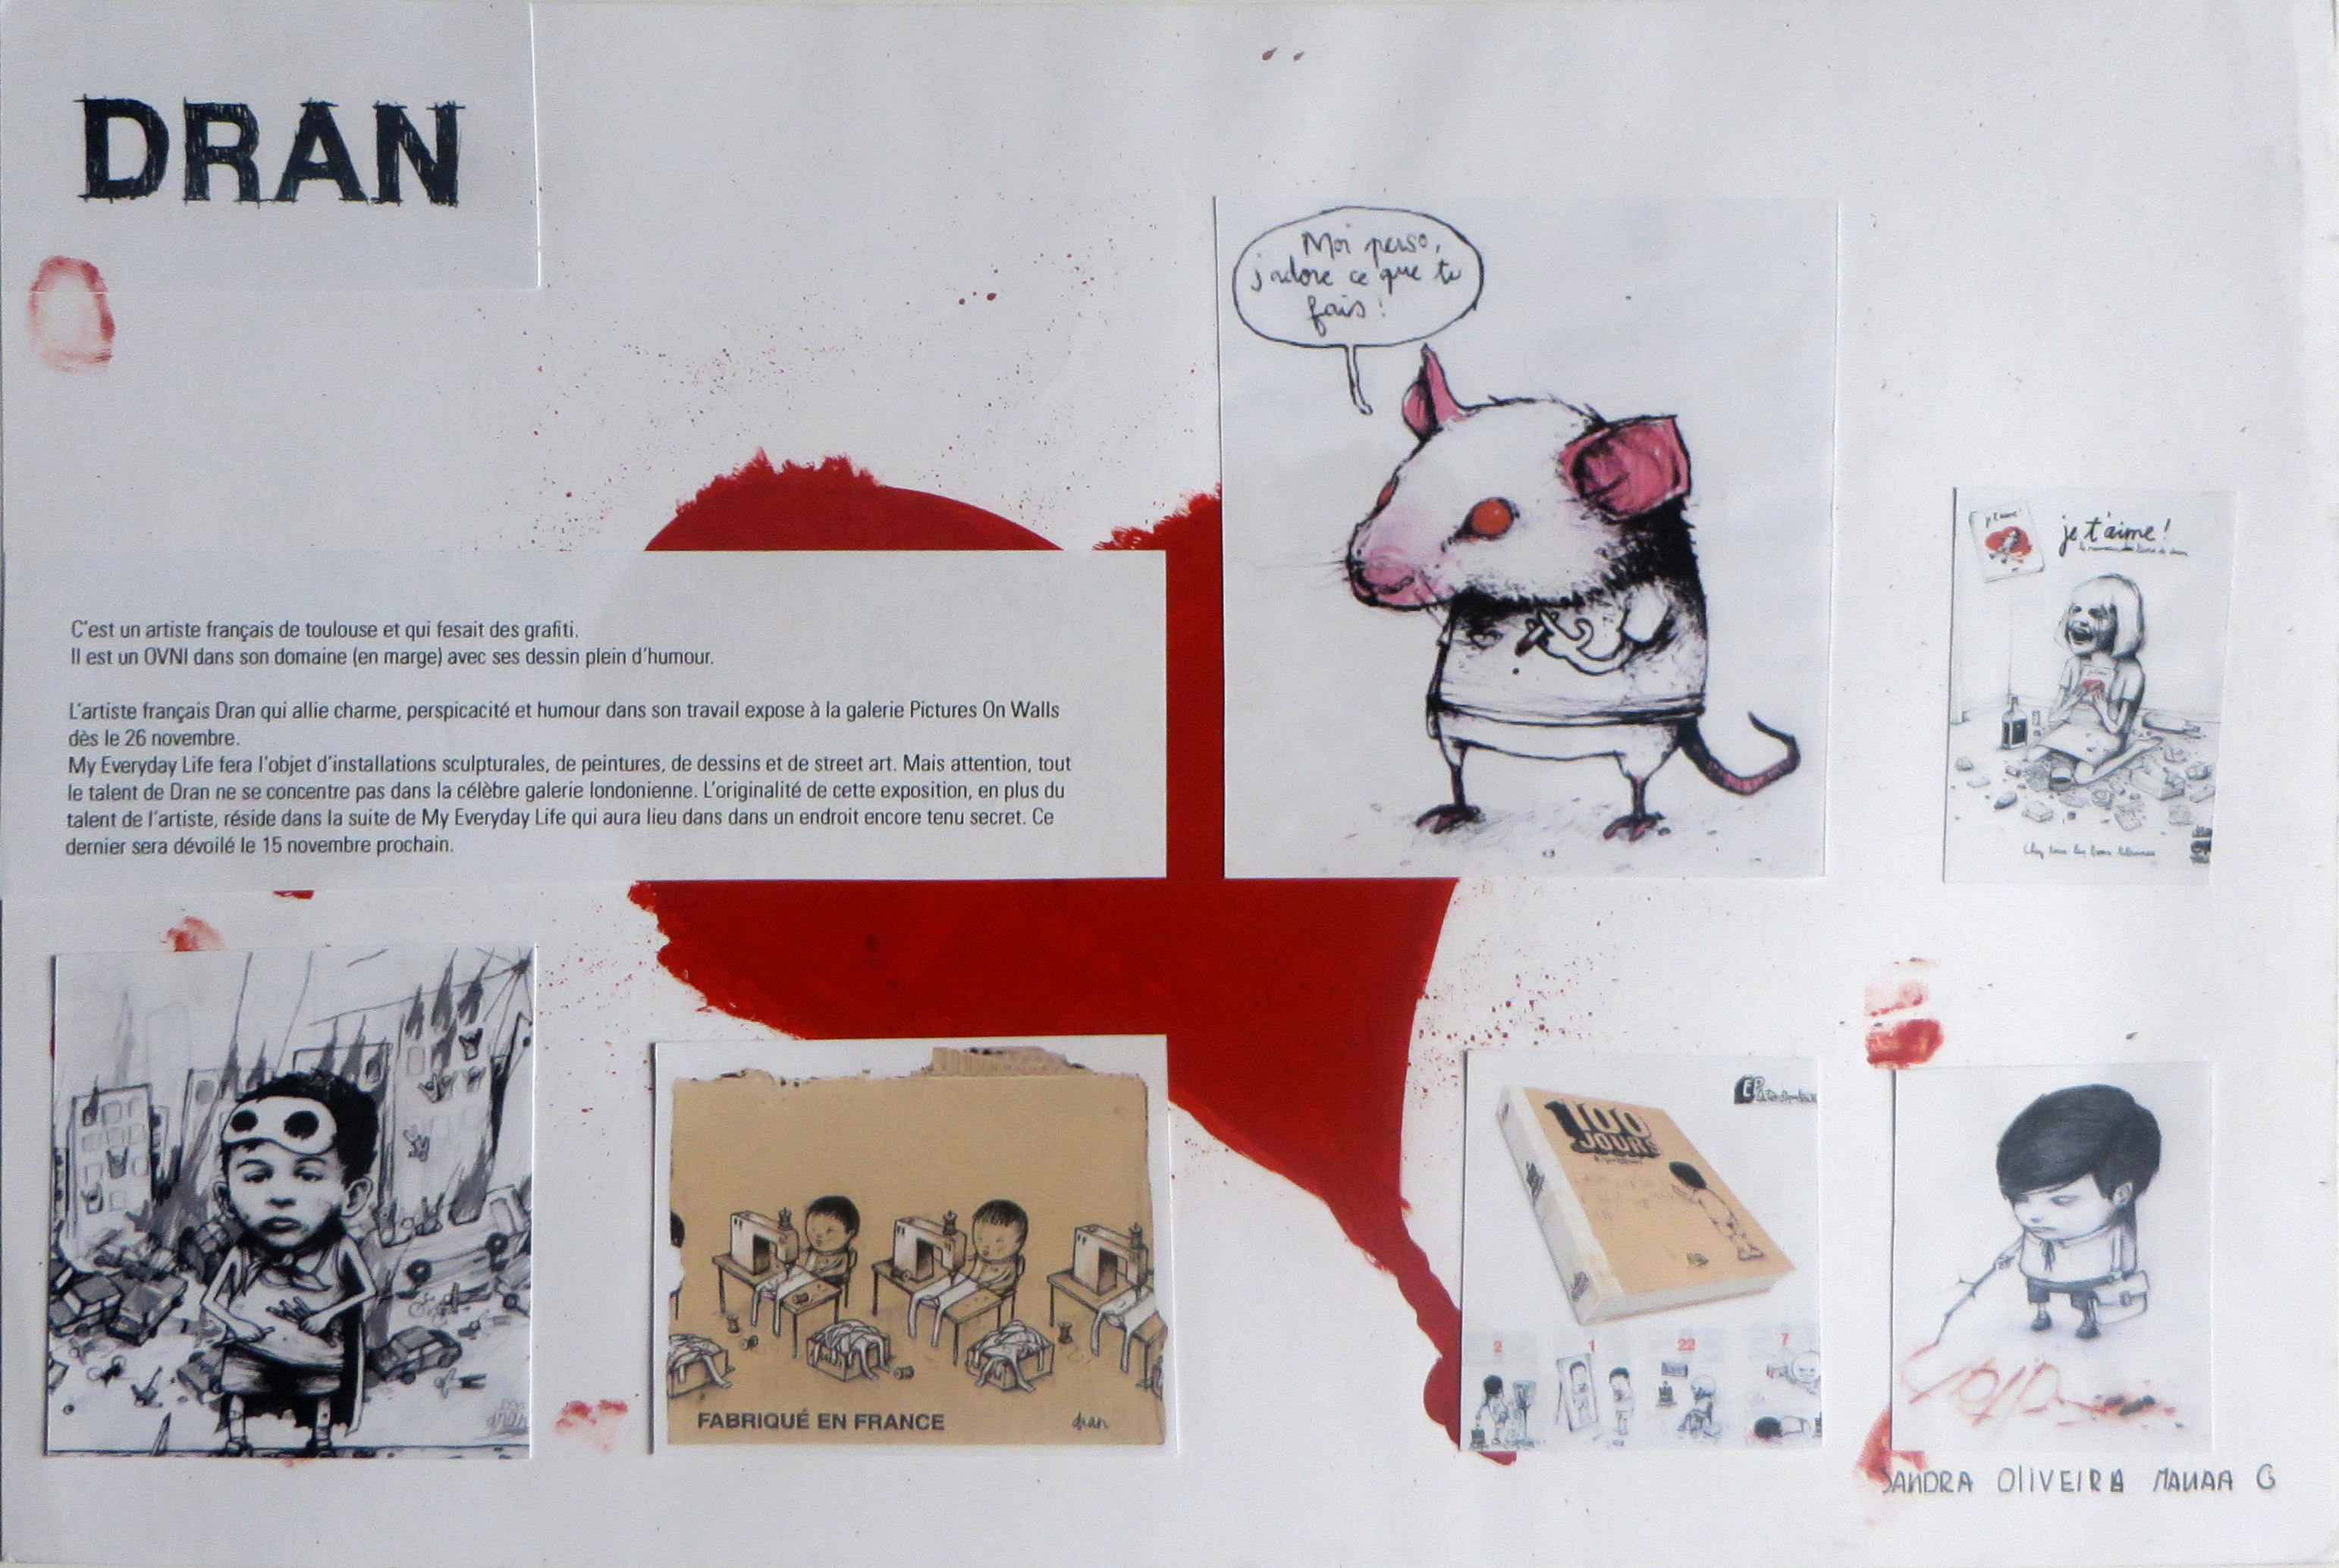 DRAN
Moi perso,
j'adore ce que tu
fais!
je t'aime!
je t'aime!
C'est un artiste français de toulouse et qui fesait des grafiti.
Il est un OVNI dans son domaine (en marge) avec ses dessin plein d'humour.
L'artiste français Dran qui allie charme, perspicacité et humour dans son travail expose à la galerie Pictures On Walls
dès le 26 novembre.
My Everyday Life fera l'objet d'installations sculpturales, de peintures, de dessins et de street art. Mais attention, tout
le talent de Dran ne se concentre pas dans la célèbre galerie londonienne. L'originalité de cette exposition, en plus du
talent de l'artiste, réside dans la suite de My Everyday Life qui aura lieu dans dans un endroit encore tenu secret. Ce
dernier sera dévoilé le 15 novembre prochain.
dran
FABRIQUÉ EN FRANCE
dran
100
JOURS
2 1 22 7
SANDRA OLIVEIRA MANAA G